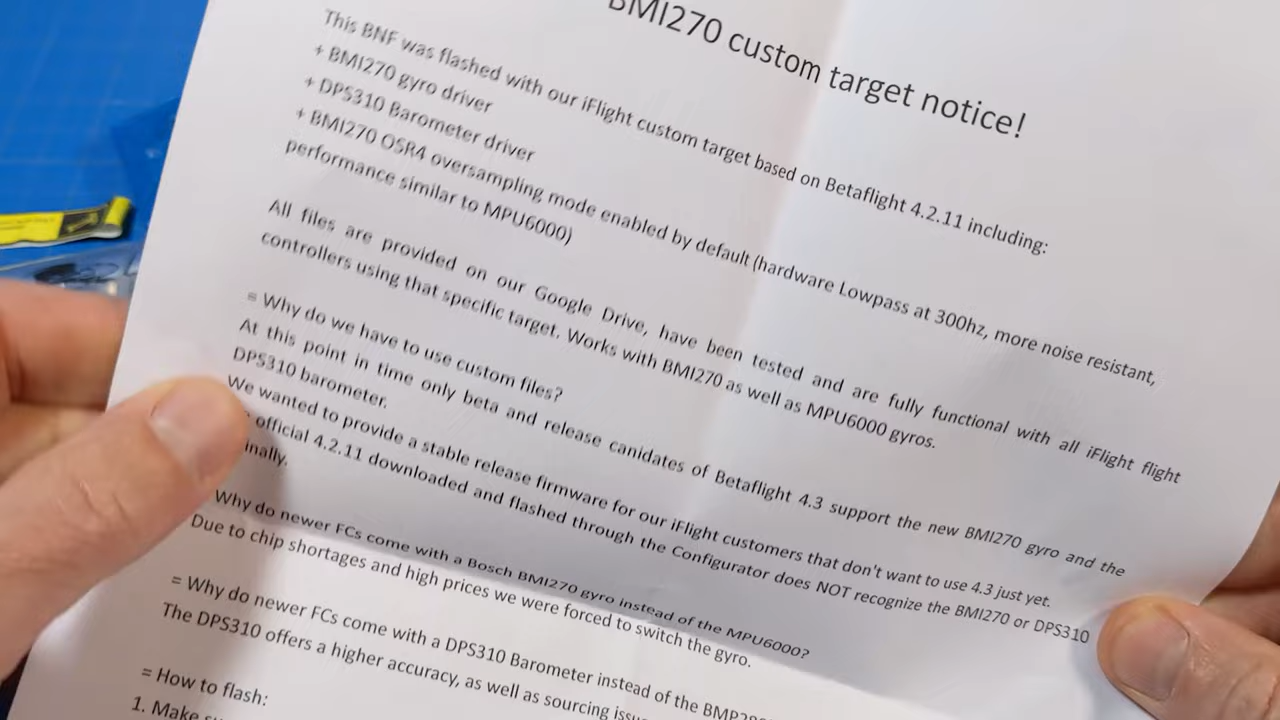 BMI270 custom target notice!
This BNF was flashed with our iFlight custom target based on Betaflight 4.2.11 including:
+ BMI270 gyro driver
+ DPS310 Barometer driver
+ BMI270 OSR4 oversampling mode enabled by default (hardware Lowpass at 300hz, more noise resistant,
performance similar to MPU6000)
All files are provided on our Google Drive, have been tested and are fully functional with all iFlight flight
controllers using that specific target. Works with BMI270 as well as MPU6000 gyros.
= Why do we have to use custom files?
At this point in time only beta and release canidates of Betaflight 4.3 support the new BMI270 gyro and the
DPS310 barometer.
We wanted to provide a stable release firmware for our iFlight customers that don't want to use 4.3 just yet.
official 4.2.11 downloaded and flashed through the Configurator does NOT recognize the BMI270 or DPS310
Why do newer FCs come with a Bosch BMI270 gyro instead of the MPU6000?
Due to chip shortages and high prices we were forced to switch the gyro.
= Why do newer FCs come with a DPS310 Barometer instead of the
The DPS310 offers a higher accuracy, as well as sourcing
= How to flash:
1. Make